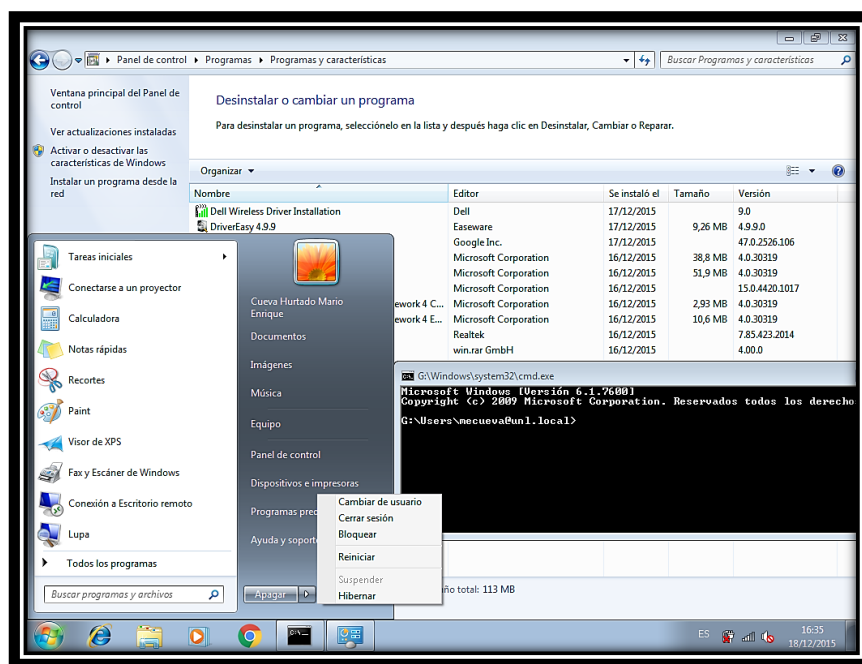 Panel de control ▸ Programas ▸ Programas y características
Buscar Programas y características
Ventana principal del Panel de
control
Ver actualizaciones instaladas
Activar o desactivar las
características de Windows
Instalar un programa desde la
red
Desinstalar o cambiar un programa
Para desinstalar un programa, selecciónelo en la lista y después haga clic en Desinstalar, Cambiar o Reparar.
Organizar
Nombre Editor Se instaló el Tamaño Versión
Dell Wireless Driver Installation Dell 17/12/2015 9.0
DriverEasy 4.9.9 Easeware 17/12/2015 9,26 MB 4.9.9.0
Google Inc. 17/12/2015 47.0.2526.106
Microsoft Corporation 16/12/2015 38,8 MB 4.0.30319
Microsoft Corporation 16/12/2015 51,9 MB 4.0.30319
Microsoft Corporation 16/12/2015 15.0.4420.1017
ework 4 C... Microsoft Corporation 16/12/2015 2,93 MB 4.0.30319
ework 4 E... Microsoft Corporation 16/12/2015 10,6 MB 4.0.30319
Realtek 16/12/2015 7.85.423.2014
win.rar GmbH 16/12/2015 4.00.0
Tareas iniciales
Conectarse a un proyector
Calculadora
Notas rápidas
Recortes
Paint
Visor de XPS
Fax y Escáner de Windows
Conexión a Escritorio remoto
Lupa
Todos los programas
Buscar programas y archivos
Cueva Hurtado Mario
Enrique
Documentos
Imágenes
Música
Equipo
Panel de control
Dispositivos e impresoras
Programas pred
Ayuda y soport
Apagar
Cambiar de usuario
Cerrar sesión
Bloquear
Reiniciar
Suspender
Hibernar
G:\Windows\system32\cmd.exe
Microsoft Windows [Versión 6.1.7600]
Copyright (c) 2009 Microsoft Corporation. Reservados todos los derecho
G:\Users\mecueva@unl.local>
ño total: 113 MB
ES
16:35
18/12/2015